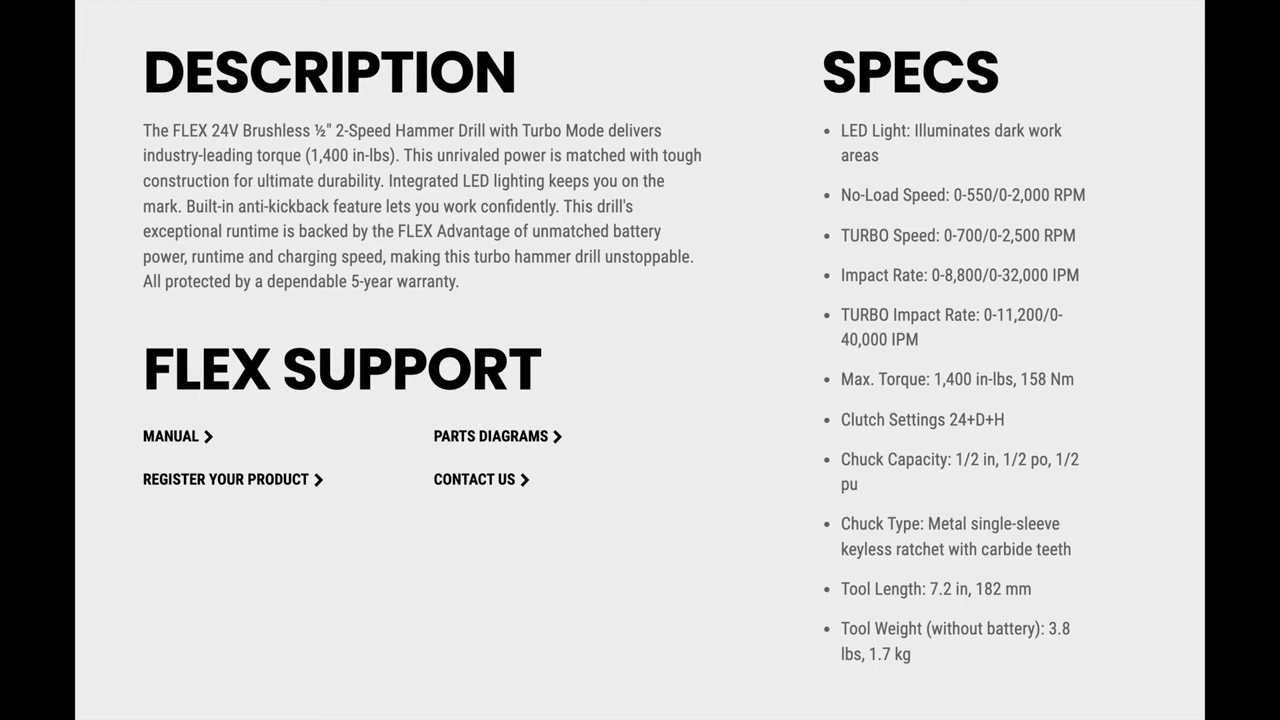 DESCRIPTION
The FLEX 24V Brushless ½" 2-Speed Hammer Drill with Turbo Mode delivers
industry-leading torque (1,400 in-lbs). This unrivaled power is matched with tough
construction for ultimate durability. Integrated LED lighting keeps you on the
mark. Built-in anti-kickback feature lets you work confidently. This drill's
exceptional runtime is backed by the FLEX Advantage of unmatched battery
power, runtime and charging speed, making this turbo hammer drill unstoppable.
All protected by a dependable 5-year warranty.
FLEX SUPPORT
MANUAL
PARTS DIAGRAMS
REGISTER YOUR PRODUCT
CONTACT US
SPECS
• LED Light: Illuminates dark work
areas
• No-Load Speed: 0-550/0-2,000 RPM
• TURBO Speed: 0-700/0-2,500 RPM
• Impact Rate: 0-8,800/0-32,000 IPM
• TURBO Impact Rate: 0-11,200/0-
40,000 IPM
• Max. Torque: 1,400 in-lbs, 158 Nm
• Clutch Settings 24+D+H
• Chuck Capacity: 1/2 in, 1/2 po, 1/2
pu
• Chuck Type: Metal single-sleeve
keyless ratchet with carbide teeth
• Tool Length: 7.2 in, 182 mm
• Tool Weight (without battery): 3.8
lbs, 1.7 kg